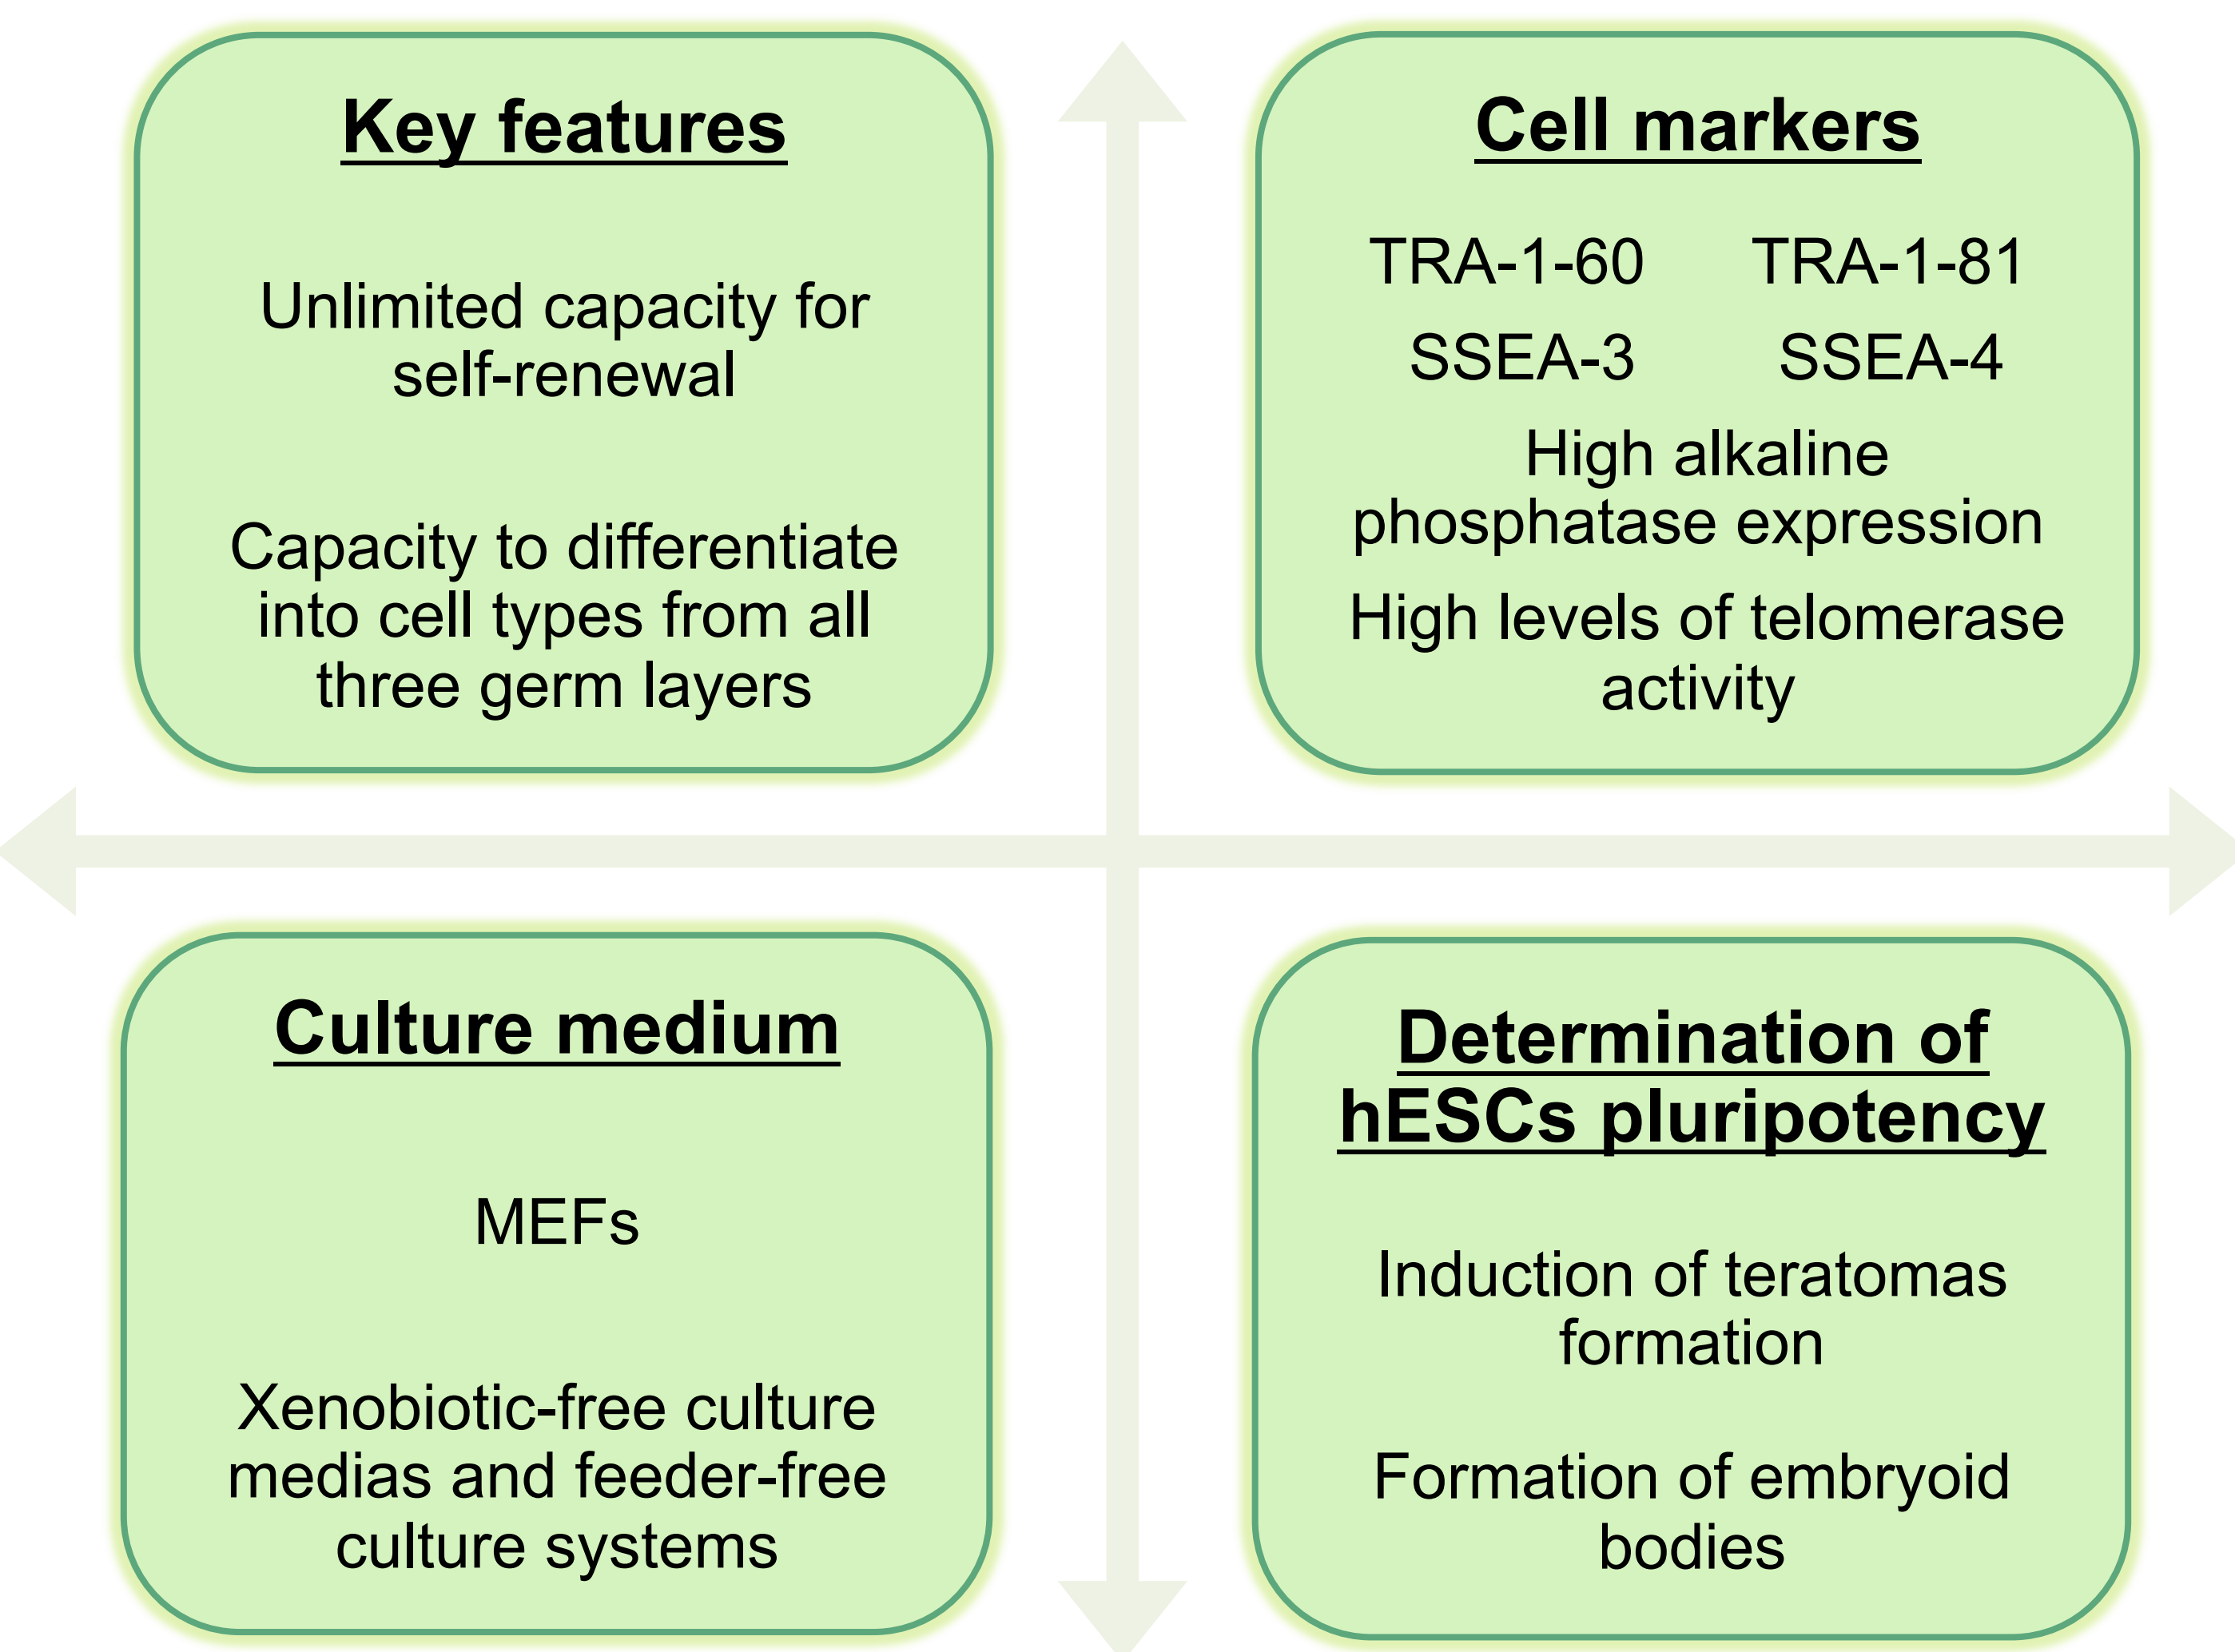 Key features
Unlimited capacity for
self-renewal
Capacity to differentiate
into cell types from all
three germ layers
Cell markers
TRA-1-60 TRA-1-81
SSEA-3 SSEA-4
High alkaline
phosphatase expression
High levels of telomerase
activity
Culture medium
MEFs
Xenobiotic-free culture
medias and feeder-free
culture systems
Determination of
hESCs pluripotency
Induction of teratomas
formation
Formation of embryoid
bodies